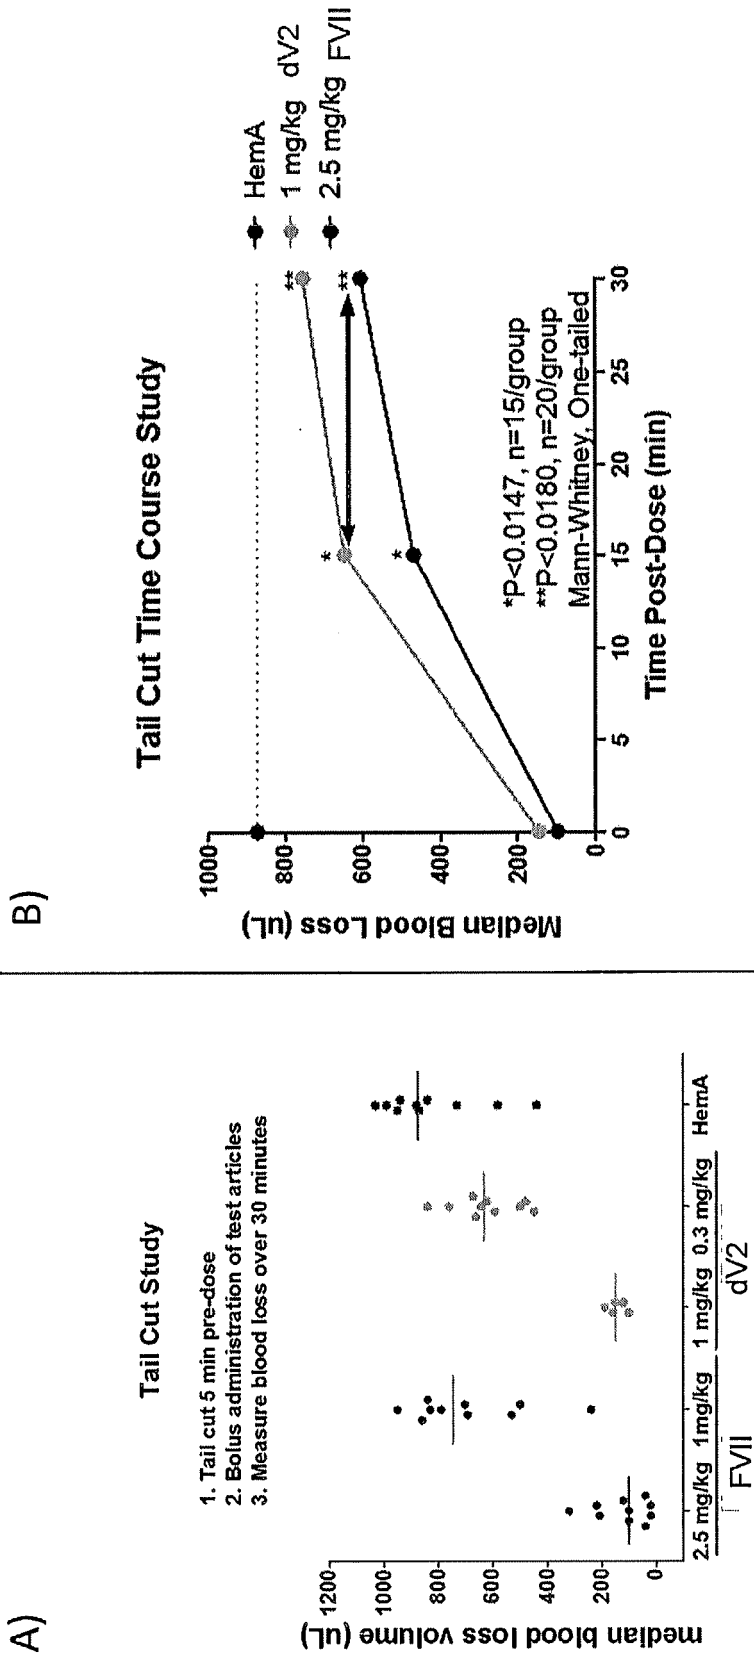 A)
Tail Cut Study
1. Tail cut 5 min pre-dose
2. Bolus administration of test articles
3. Measure blood loss over 30 minutes
median blood loss volume (uL)
1200
1000
800
600
400
200
0
2.5 mg/kg 1mg/kg 1 mg/kg 0.3 mg/kg HemA
FVII dV2
B)
Tail Cut Time Course Study
Median Blood Loss (uL)
1000
800
600
400
200
0
HemA
1 mg/kg dV2
2.5 mg/kg FVII
**
**
*
*
*P<0.0147, n=15/group
**P<0.0180, n=20/group
Mann-Whitney, One-tailed
0 5 10 15 20 25 30
Time Post-Dose (min)